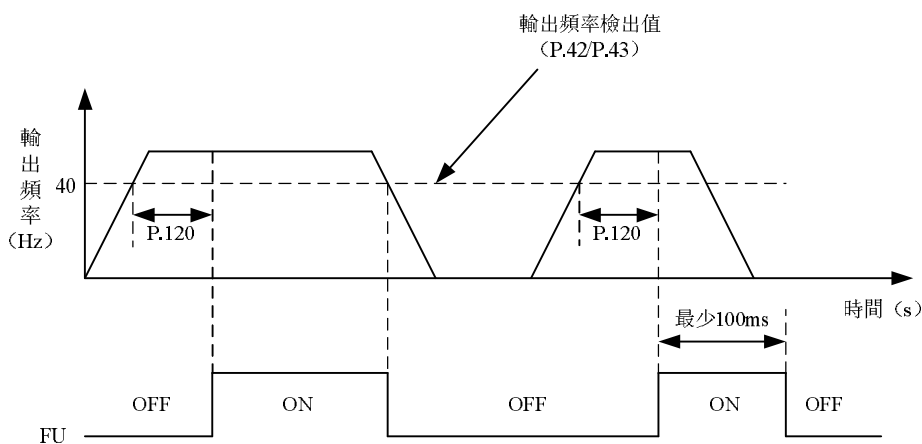 輸出頻率檢出值
（P.42/P.43）
輸出頻率
（Hz）
40
P.120
P.120
時間（s）
最少100ms
OFF
ON
OFF
ON
OFF
FU